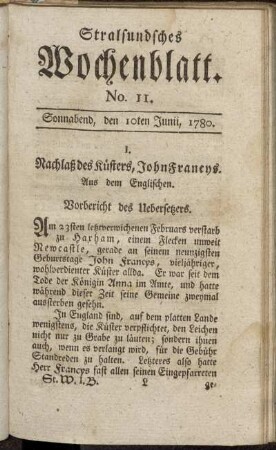 Stralsundsches
Wochenblatt.
No. 11.
Sonnabend, den 10ten Junii, 1780.
I.
Nachlaß des Küsters, John Francys.
Aus dem Englischen.
Vorbericht des Uebersetzers.
Am 23sten letztverwichenen Februars verstarb
zu Haxham, einem Flecken unweit
Newcastle, gerade an seinem neunzigsten
Geburtstage John Francys, vieljähriger,
wohlverdienter Küster allda. Er war seit dem
Tode der Königin Anna im Amte, und hatte
während dieser Zeit seine Gemeine zweymal
aussterben gesehn.
In England sind, auf dem platten Lande
wenigstens, die Küster verpflichtet, den Leichen
nicht nur zu Grabe zu läuten; sondern ihnen
auch, wenn es verlangt wird, für die Gebühr
Standreden zu halten. Letzteres also hatte
Herr Francys fast allen seinen Eingepfarreten
St. W. 1. B. L ge-